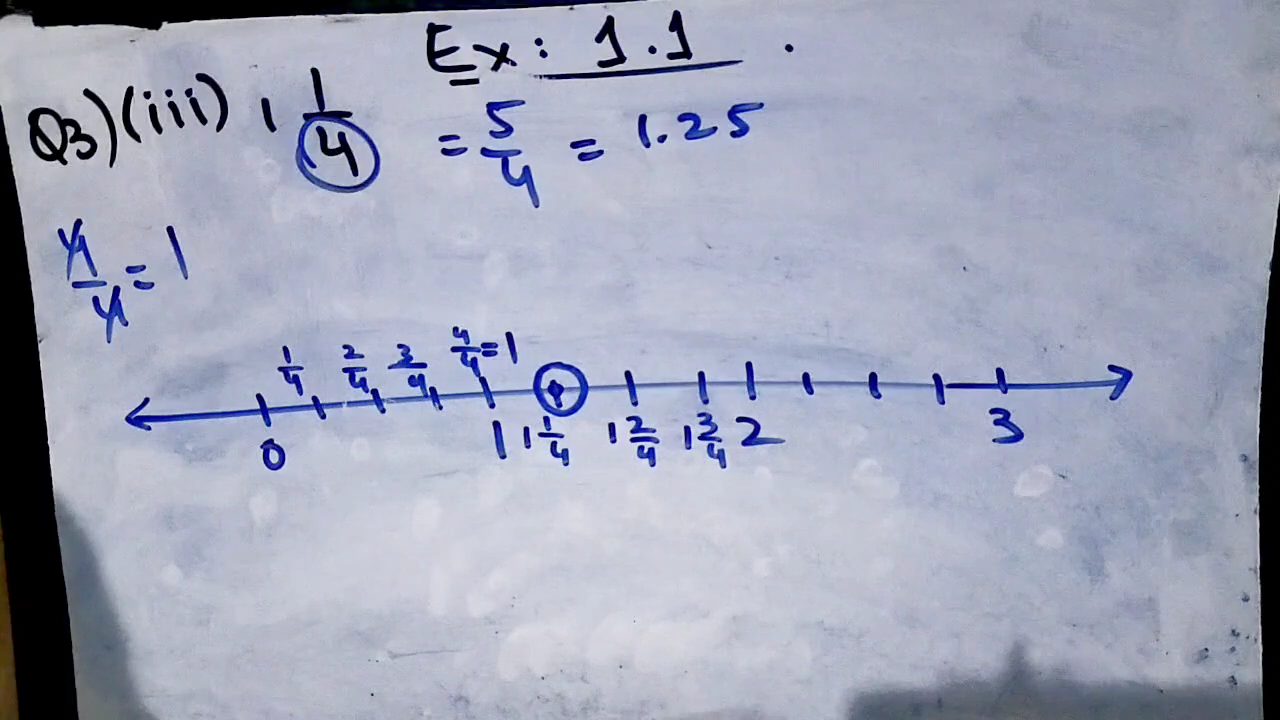 Ex: 1.1 .
Q3)(iii) 1 1/4 = 5/4 = 1.25
4/4 = 1
1/4 2/4 3/4 4/4=1
0 1 1 1/4 1 2/4 1 3/4 2 3